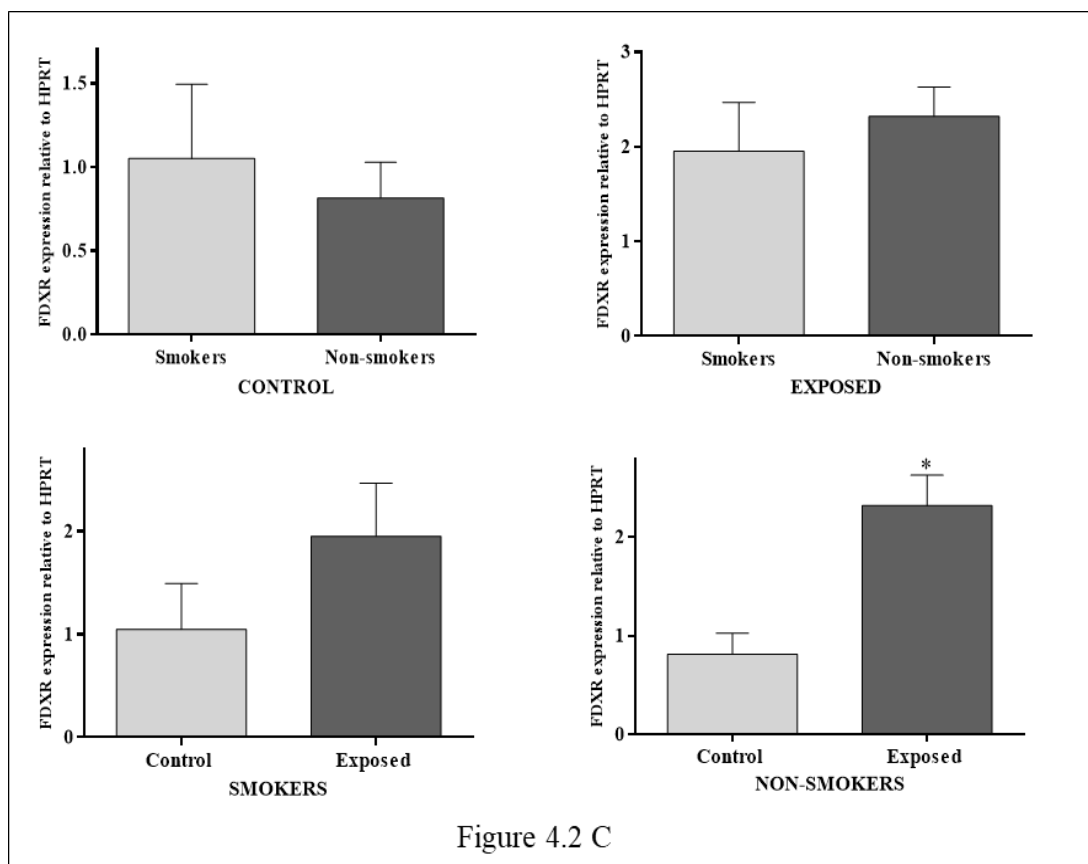 FDXR expression relative to HPRT
1.5
1.0
0.5
0.0
Smokers Non-smokers
CONTROL
FDXR expression relative to HPRT
3
2
1
0
Smokers Non-smokers
EXPOSED
FDXR expression relative to HPRT
2
1
0
Control Exposed
SMOKERS
FDXR expression relative to HPRT
*
2
1
0
Control Exposed
NON-SMOKERS
Figure 4.2 C